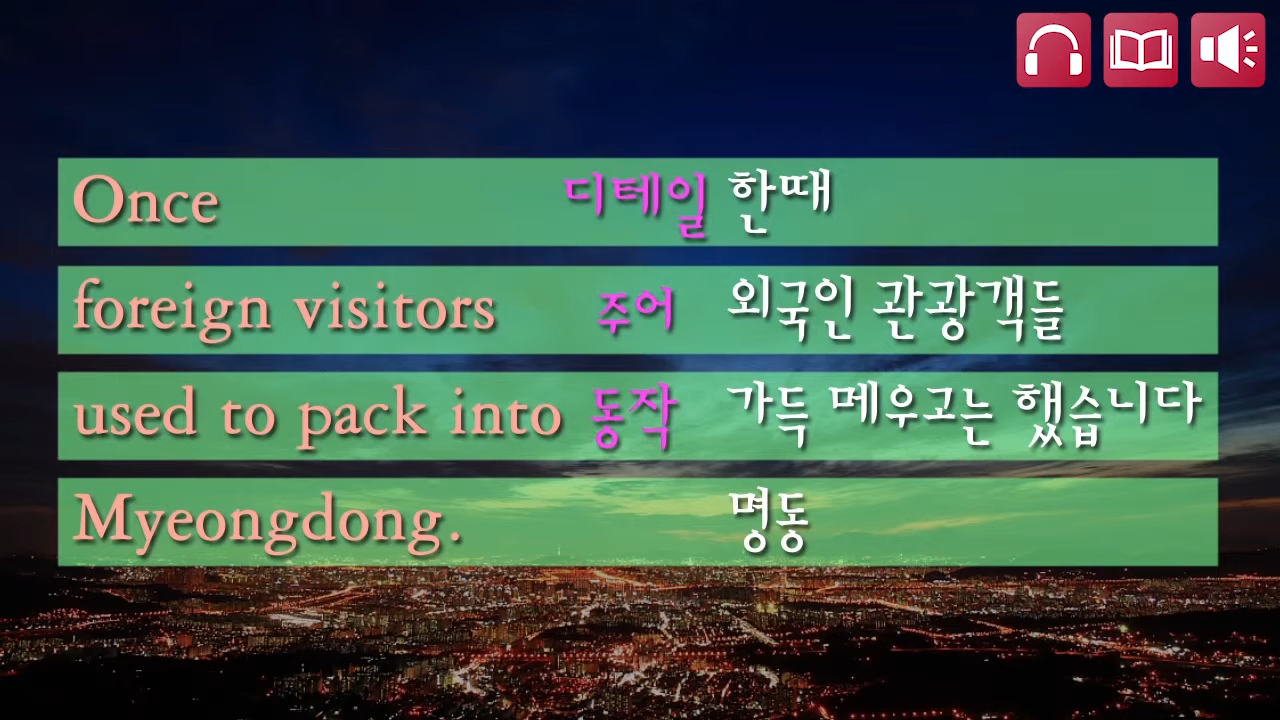 Once 디테일 한때
foreign visitors 주어 외국인 관광객들
used to pack into 동작 가득 메우고는 했습니다
Myeongdong. 명동